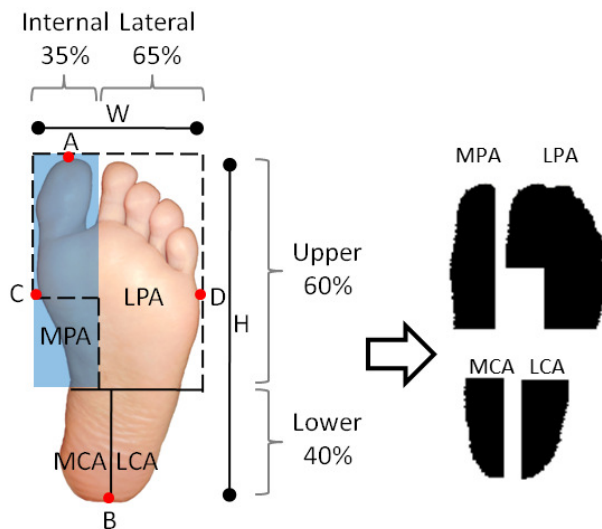 Internal Lateral
35% 65%
W
A
MPA LPA
C
LPA
D
H
Upper
60%
MPA
MCA LCA
Lower
40%
MCA LCA
B